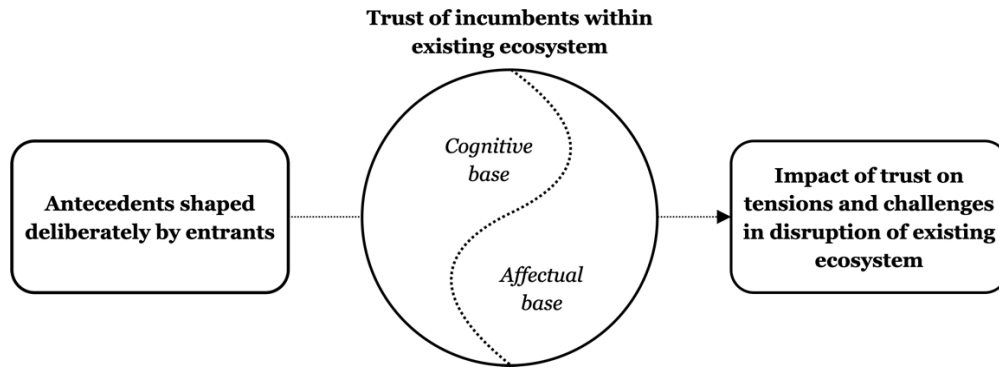 Trust of incumbents within
existing ecosystem
Cognitive
base
Antecedents shaped
deliberately by entrants
Affectual
base
Impact of trust on
tensions and challenges
in disruption of existing
ecosystem